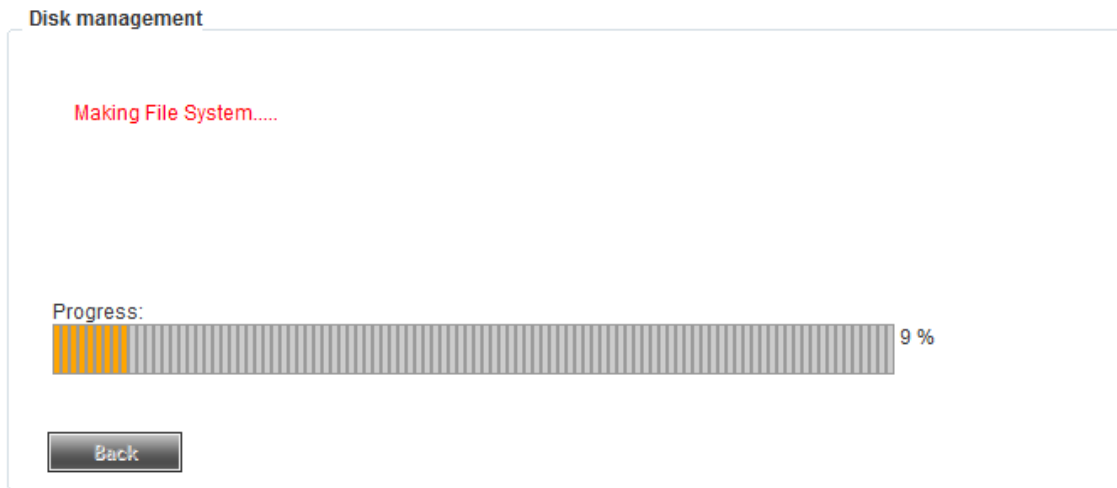 Disk management
Making File System.....
Progress:
9 %
Back